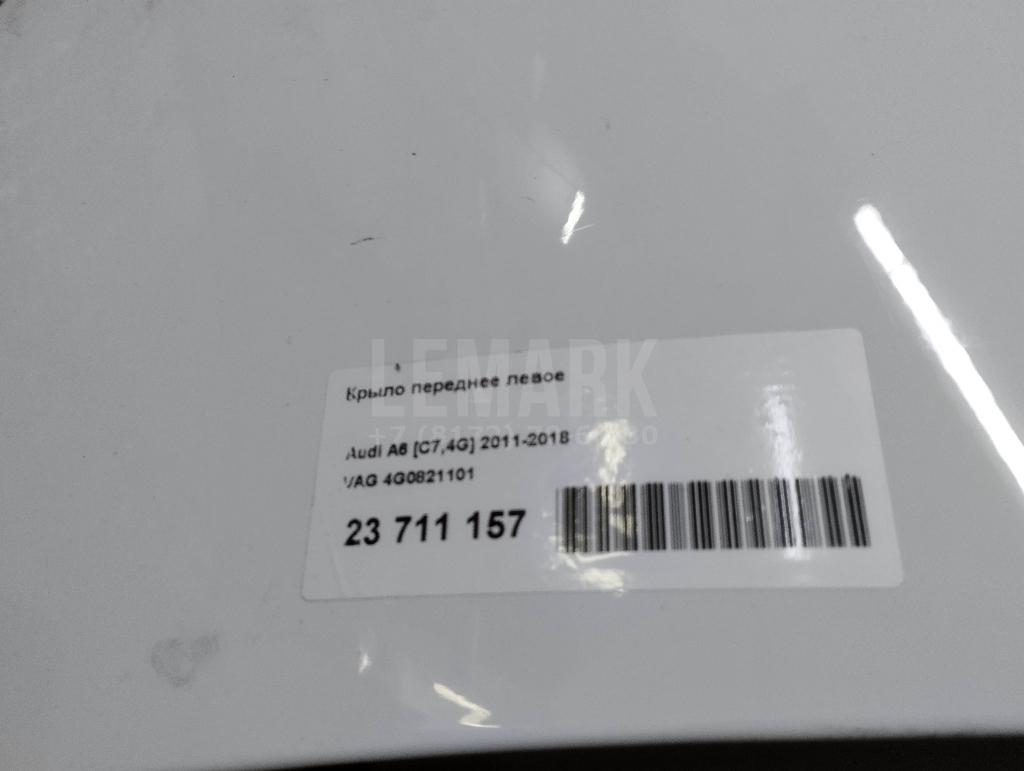 LEMARK
Крыло переднее левое
Audi A6 [C7,4G] 2011-2018
VAG 4G0821101
23 711 157